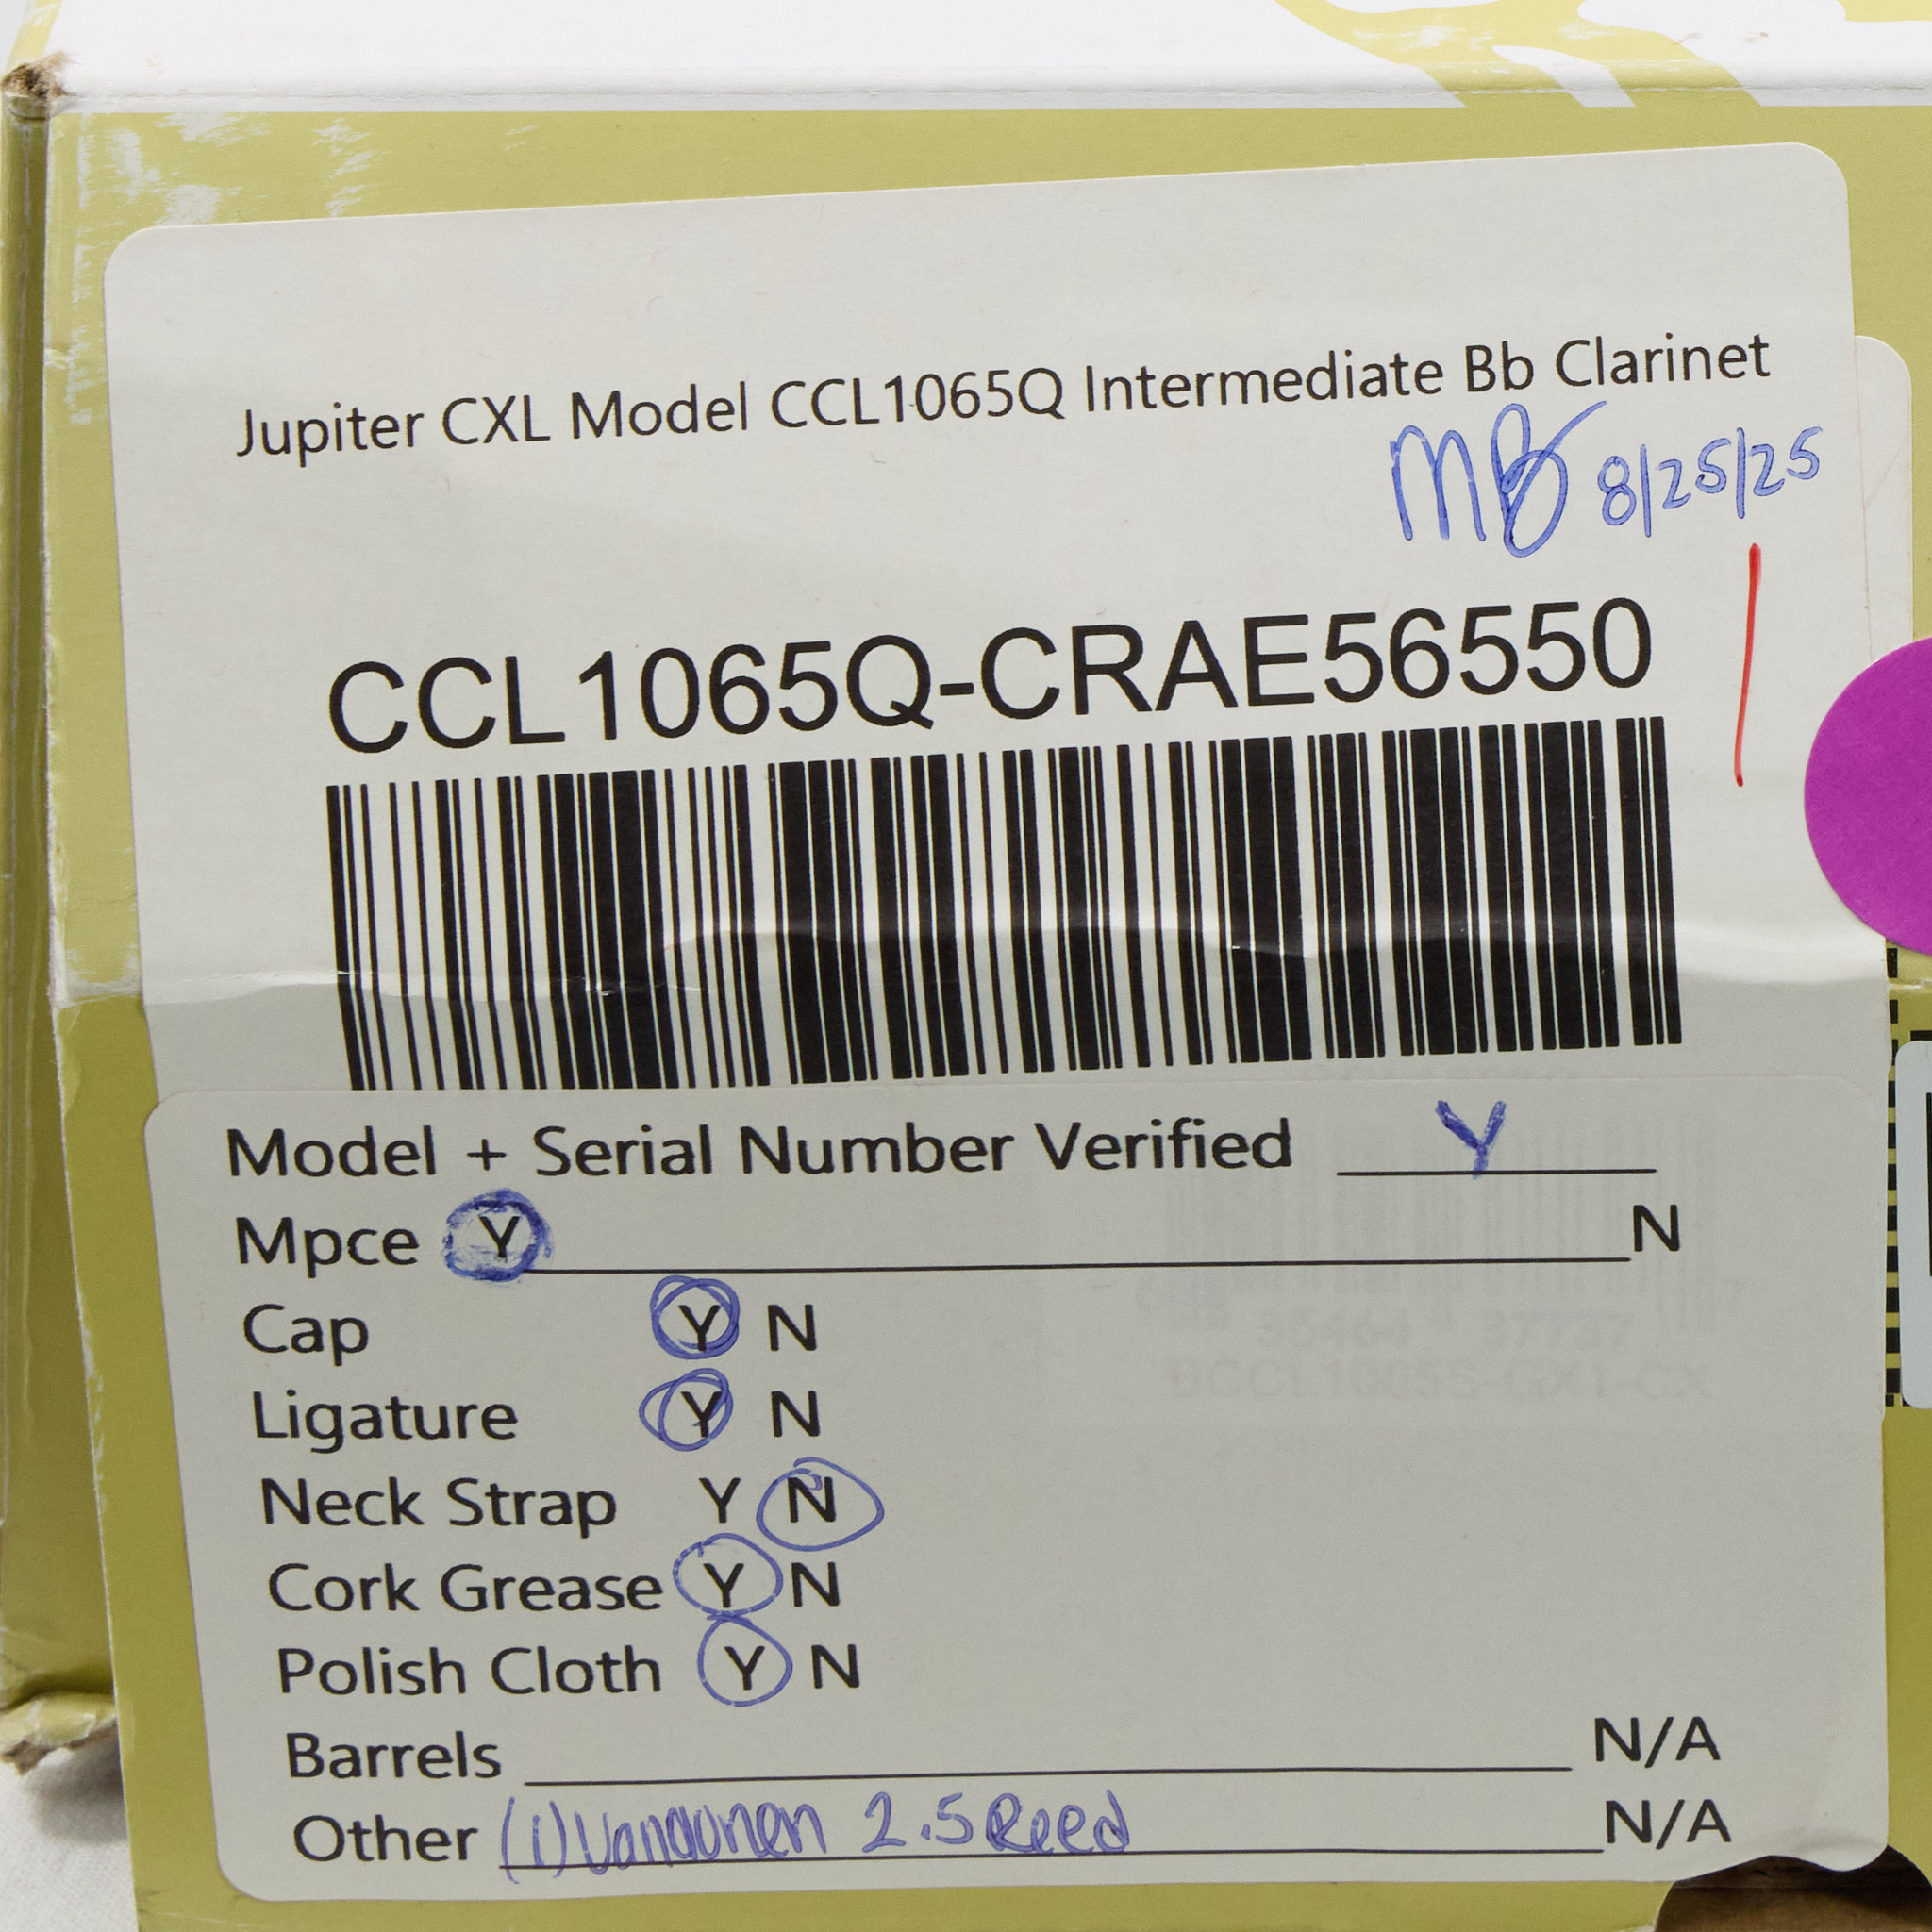 Jupiter CXL Model CCL1065Q Intermediate Bb Clarinet
MB 8/25/25
CCL1065Q-CRAE56550
Model + Serial Number Verified Y
Mpce Y N
Cap Y N
Ligature Y N
Neck Strap Y N
Cork Grease Y N
Polish Cloth Y N
Barrels N/A
Other (1) Vandonen 2.5 Reed N/A